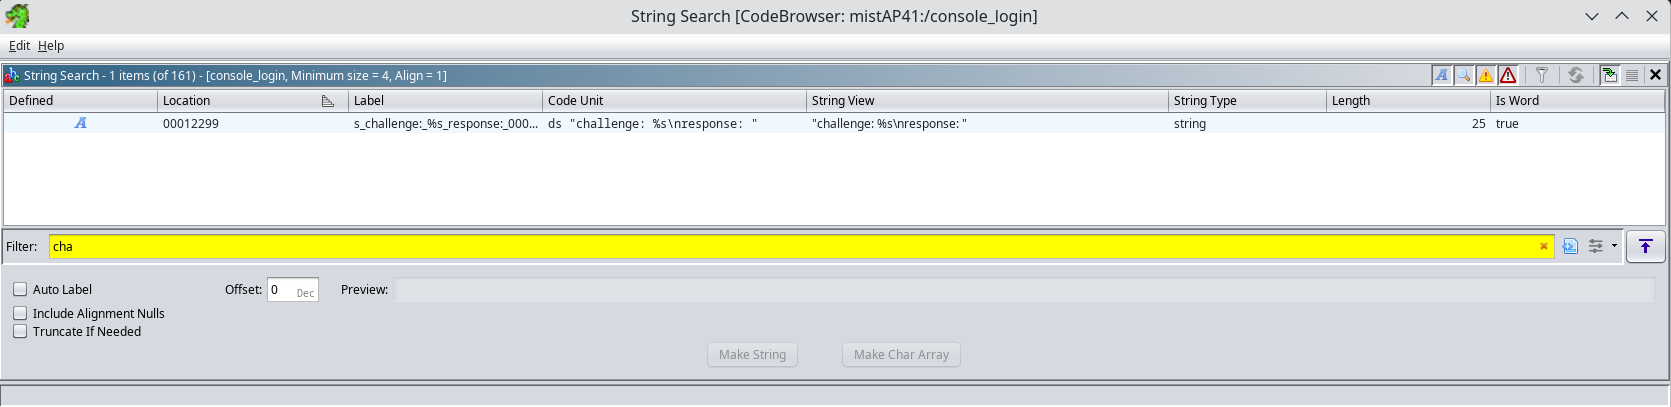 String Search [CodeBrowser: mistAP41:/console_login]
Edit Help
String Search - 1 items (of 161) - [console_login, Minimum size = 4, Align = 1]
Defined Location Label Code Unit String View String Type Length Is Word
A 00012299 s_challenge:_%s_response:_000... ds "challenge: %s\nresponse: " "challenge: %s\nresponse: " string 25 true
Filter: cha
Auto Label Offset: 0 Dec Preview:
Include Alignment Nulls
Truncate If Needed
Make String Make Char Array